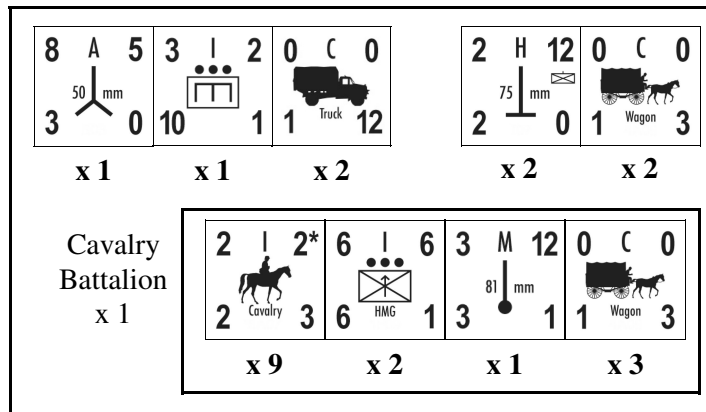 8 A 5 3 I 2 0 C 0 2 H 12 0 C 0
50 mm 75 mm
Truck Wagon
3 0 10 1 1 12 2 0 1 3
x 1 x 1 x 2 x 2 x 2
Cavalry
Battalion
x 1
2 I 2* 6 I 6 3 M 12 0 C 0
81 mm
Cavalry HMG Wagon
2 3 6 1 3 1 1 3
x 9 x 2 x 1 x 3